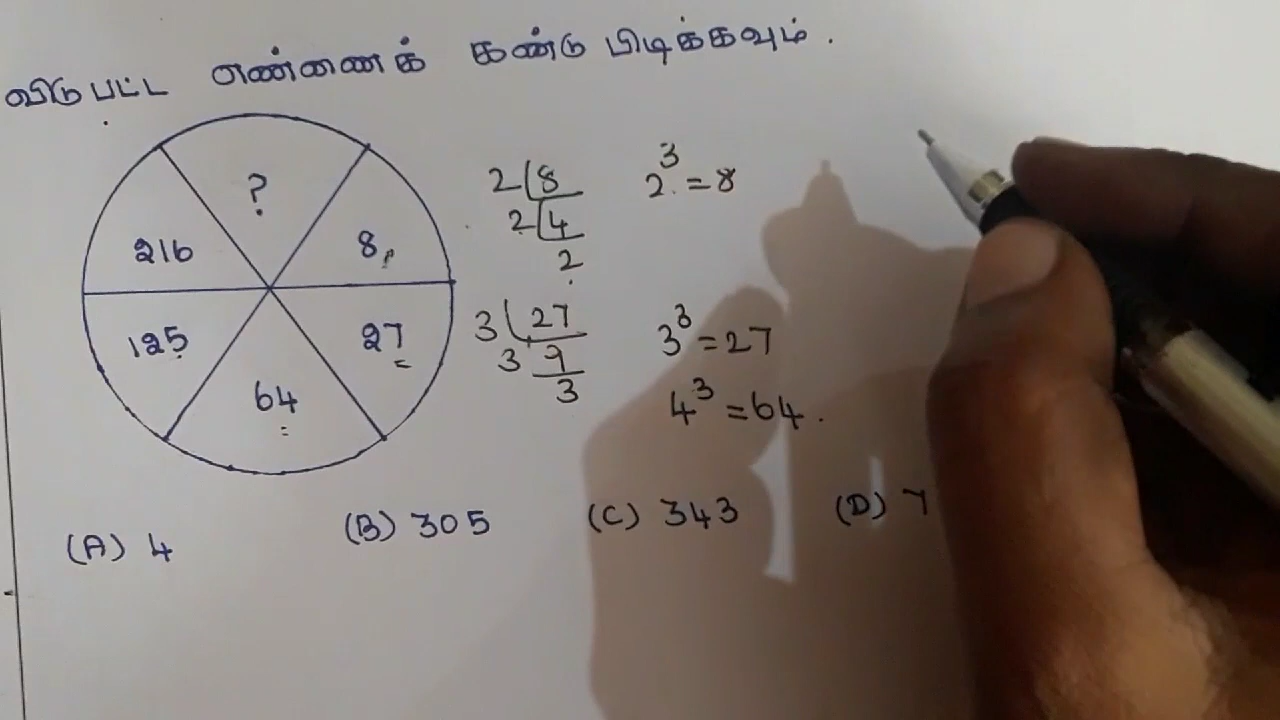 விடுபட்ட எண்ணைக் கண்டு பிடிக்கவும்.
?
216
8
125
27
64
2 8
2 4
2
2³ = 8
3 27
3 9
3
3³ = 27
4³ = 64.
(A) 4
(B) 305
(C) 343
(D) 7